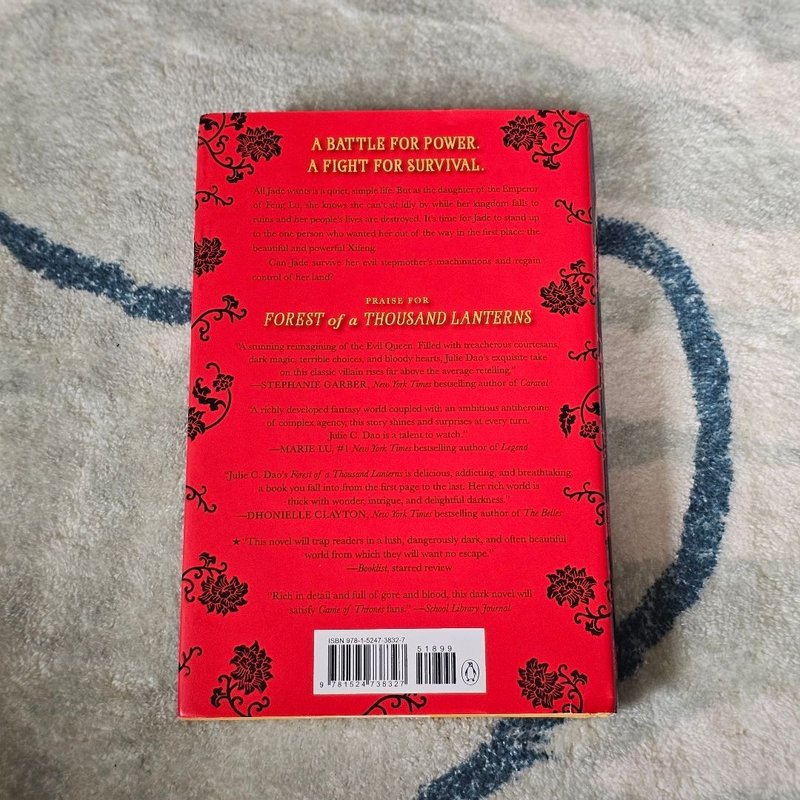 A BATTLE FOR POWER.
A FIGHT FOR SURVIVAL.
All Jade wants is a quiet, simple life. But as the daughter of the Emperor
of Feng Lu, she knows she can't sit idly by while her kingdom falls to
ruins and her people's lives are destroyed. It's time for Jade to stand up
to the one person who wanted her out of the way in the first place: the
beautiful and powerful Xifeng.
Can Jade survive her evil stepmother's machinations and regain
control of her land?
PRAISE FOR
FOREST of a THOUSAND LANTERNS
"A stunning reimagining of the Evil Queen. Filled with treacherous courtesans,
dark magic, terrible choices, and bloody hearts, Julie Dao's exquisite take
on this classic villain rises far above the average retelling."
—STEPHANIE GARBER, New York Times bestselling author of Caraval
"A richly developed fantasy world coupled with an ambitious antiheroine
of complex agency, this story shines and surprises at every turn.
Julie C. Dao is a talent to watch."
—MARIE LU, #1 New York Times bestselling author of Legend
"Julie C. Dao's Forest of a Thousand Lanterns is delicious, addicting, and breathtaking,
a book you fall into from the first page to the last. Her rich world is
thick with wonder, intrigue, and delightful darkness."
—DHONIELLE CLAYTON, New York Times bestselling author of The Belles
★ "This novel will trap readers in a lush, dangerously dark, and often beautiful
world from which they will want no escape."
—Booklist, starred review
"Rich in detail and full of gore and blood, this dark novel will
satisfy Game of Thrones fans." —School Library Journal
ISBN 978-1-5247-3832-7
51899
9 781524 738327